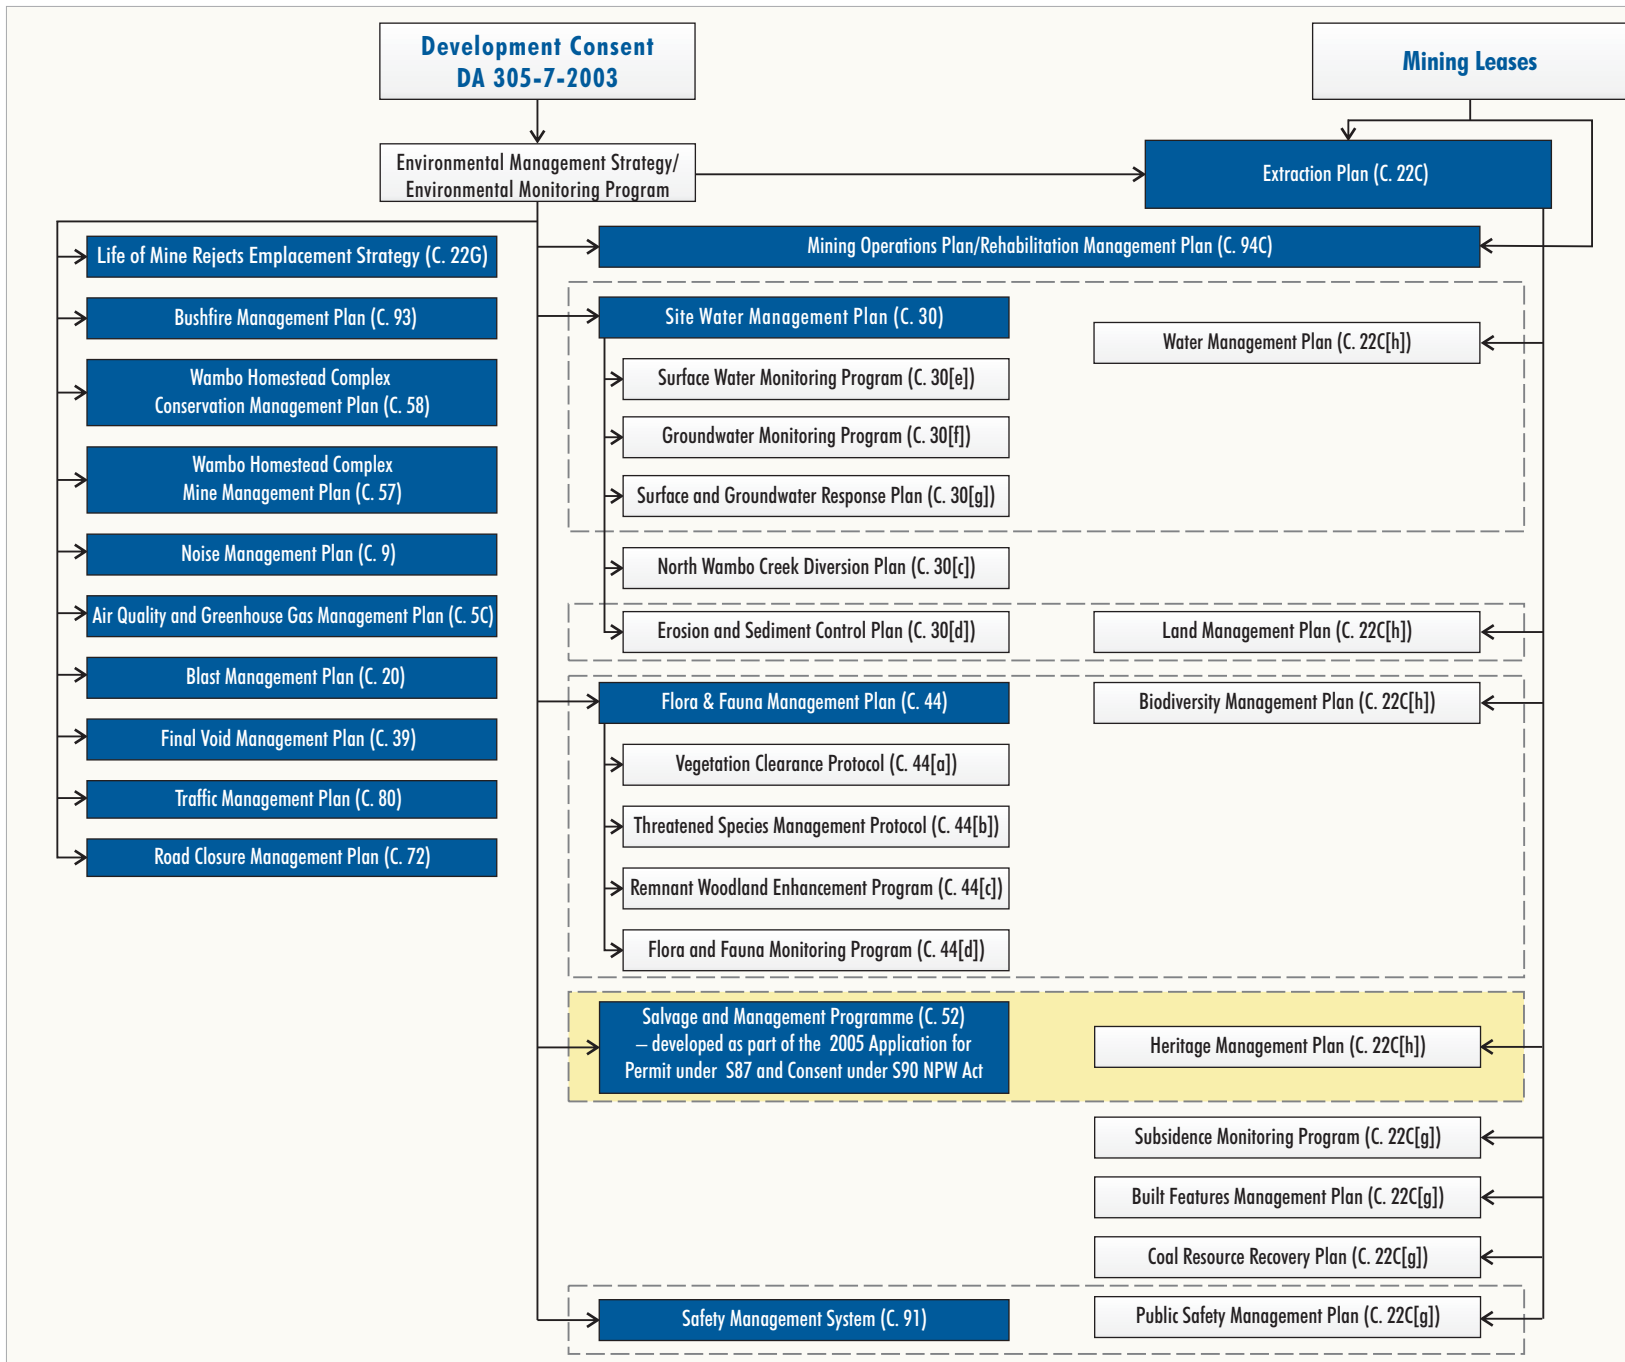 Development Consent
DA 305-7-2003
Mining Leases
Environmental Management Strategy/
Environmental Monitoring Program
Extraction Plan (C. 22C)
Life of Mine Rejects Emplacement Strategy (C. 22G)
Bushfire Management Plan (C. 93)
Wambo Homestead Complex
Conservation Management Plan (C. 58)
Wambo Homestead Complex
Mine Management Plan (C. 57)
Noise Management Plan (C. 9)
Air Quality and Greenhouse Gas Management Plan (C. 5C)
Blast Management Plan (C. 20)
Final Void Management Plan (C. 39)
Traffic Management Plan (C. 80)
Road Closure Management Plan (C. 72)
Mining Operations Plan/Rehabilitation Management Plan (C. 94C)
Site Water Management Plan (C. 30)
Surface Water Monitoring Program (C. 30[e])
Groundwater Monitoring Program (C. 30[f])
Surface and Groundwater Response Plan (C. 30[g])
North Wambo Creek Diversion Plan (C. 30[c])
Erosion and Sediment Control Plan (C. 30[d])
Flora & Fauna Management Plan (C. 44)
Vegetation Clearance Protocol (C. 44[a])
Threatened Species Management Protocol (C. 44[b])
Remnant Woodland Enhancement Program (C. 44[c])
Flora and Fauna Monitoring Program (C. 44[d])
Salvage and Management Programme (C. 52)
– developed as part of the 2005 Application for
Permit under S87 and Consent under S90 NPW Act
Safety Management System (C. 91)
Water Management Plan (C. 22C[h])
Land Management Plan (C. 22C[h])
Biodiversity Management Plan (C. 22C[h])
Heritage Management Plan (C. 22C[h])
Subsidence Monitoring Program (C. 22C[g])
Built Features Management Plan (C. 22C[g])
Coal Resource Recovery Plan (C. 22C[g])
Public Safety Management Plan (C. 22C[g])